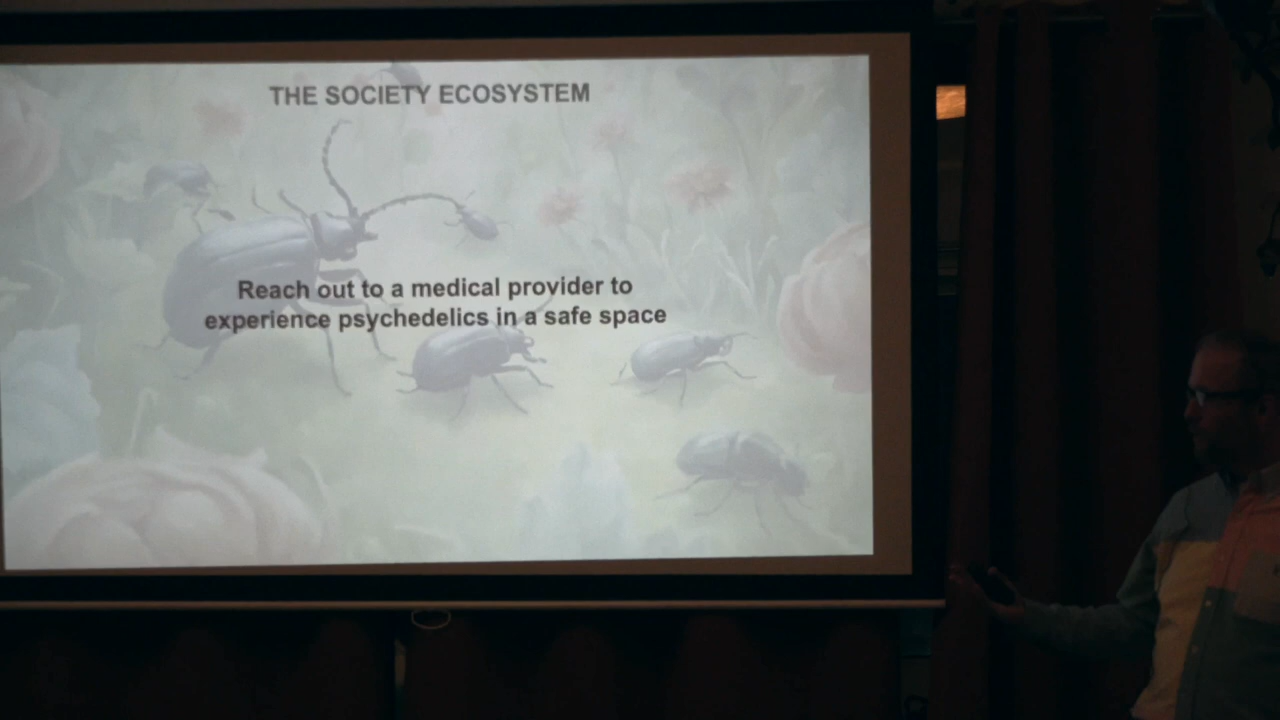 THE SOCIETY ECOSYSTEM
Reach out to a medical provider to
experience psychedelics in a safe space